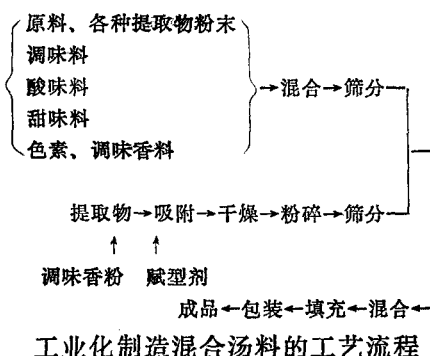 原料、各种提取物粉末
调味料
酸味料
甜味料
色素、调味香料
→混合→筛分
提取物→吸附→干燥→粉碎→筛分
调味香粉 赋型剂
成品←包装←填充←混合←
工业化制造混合汤料的工艺流程